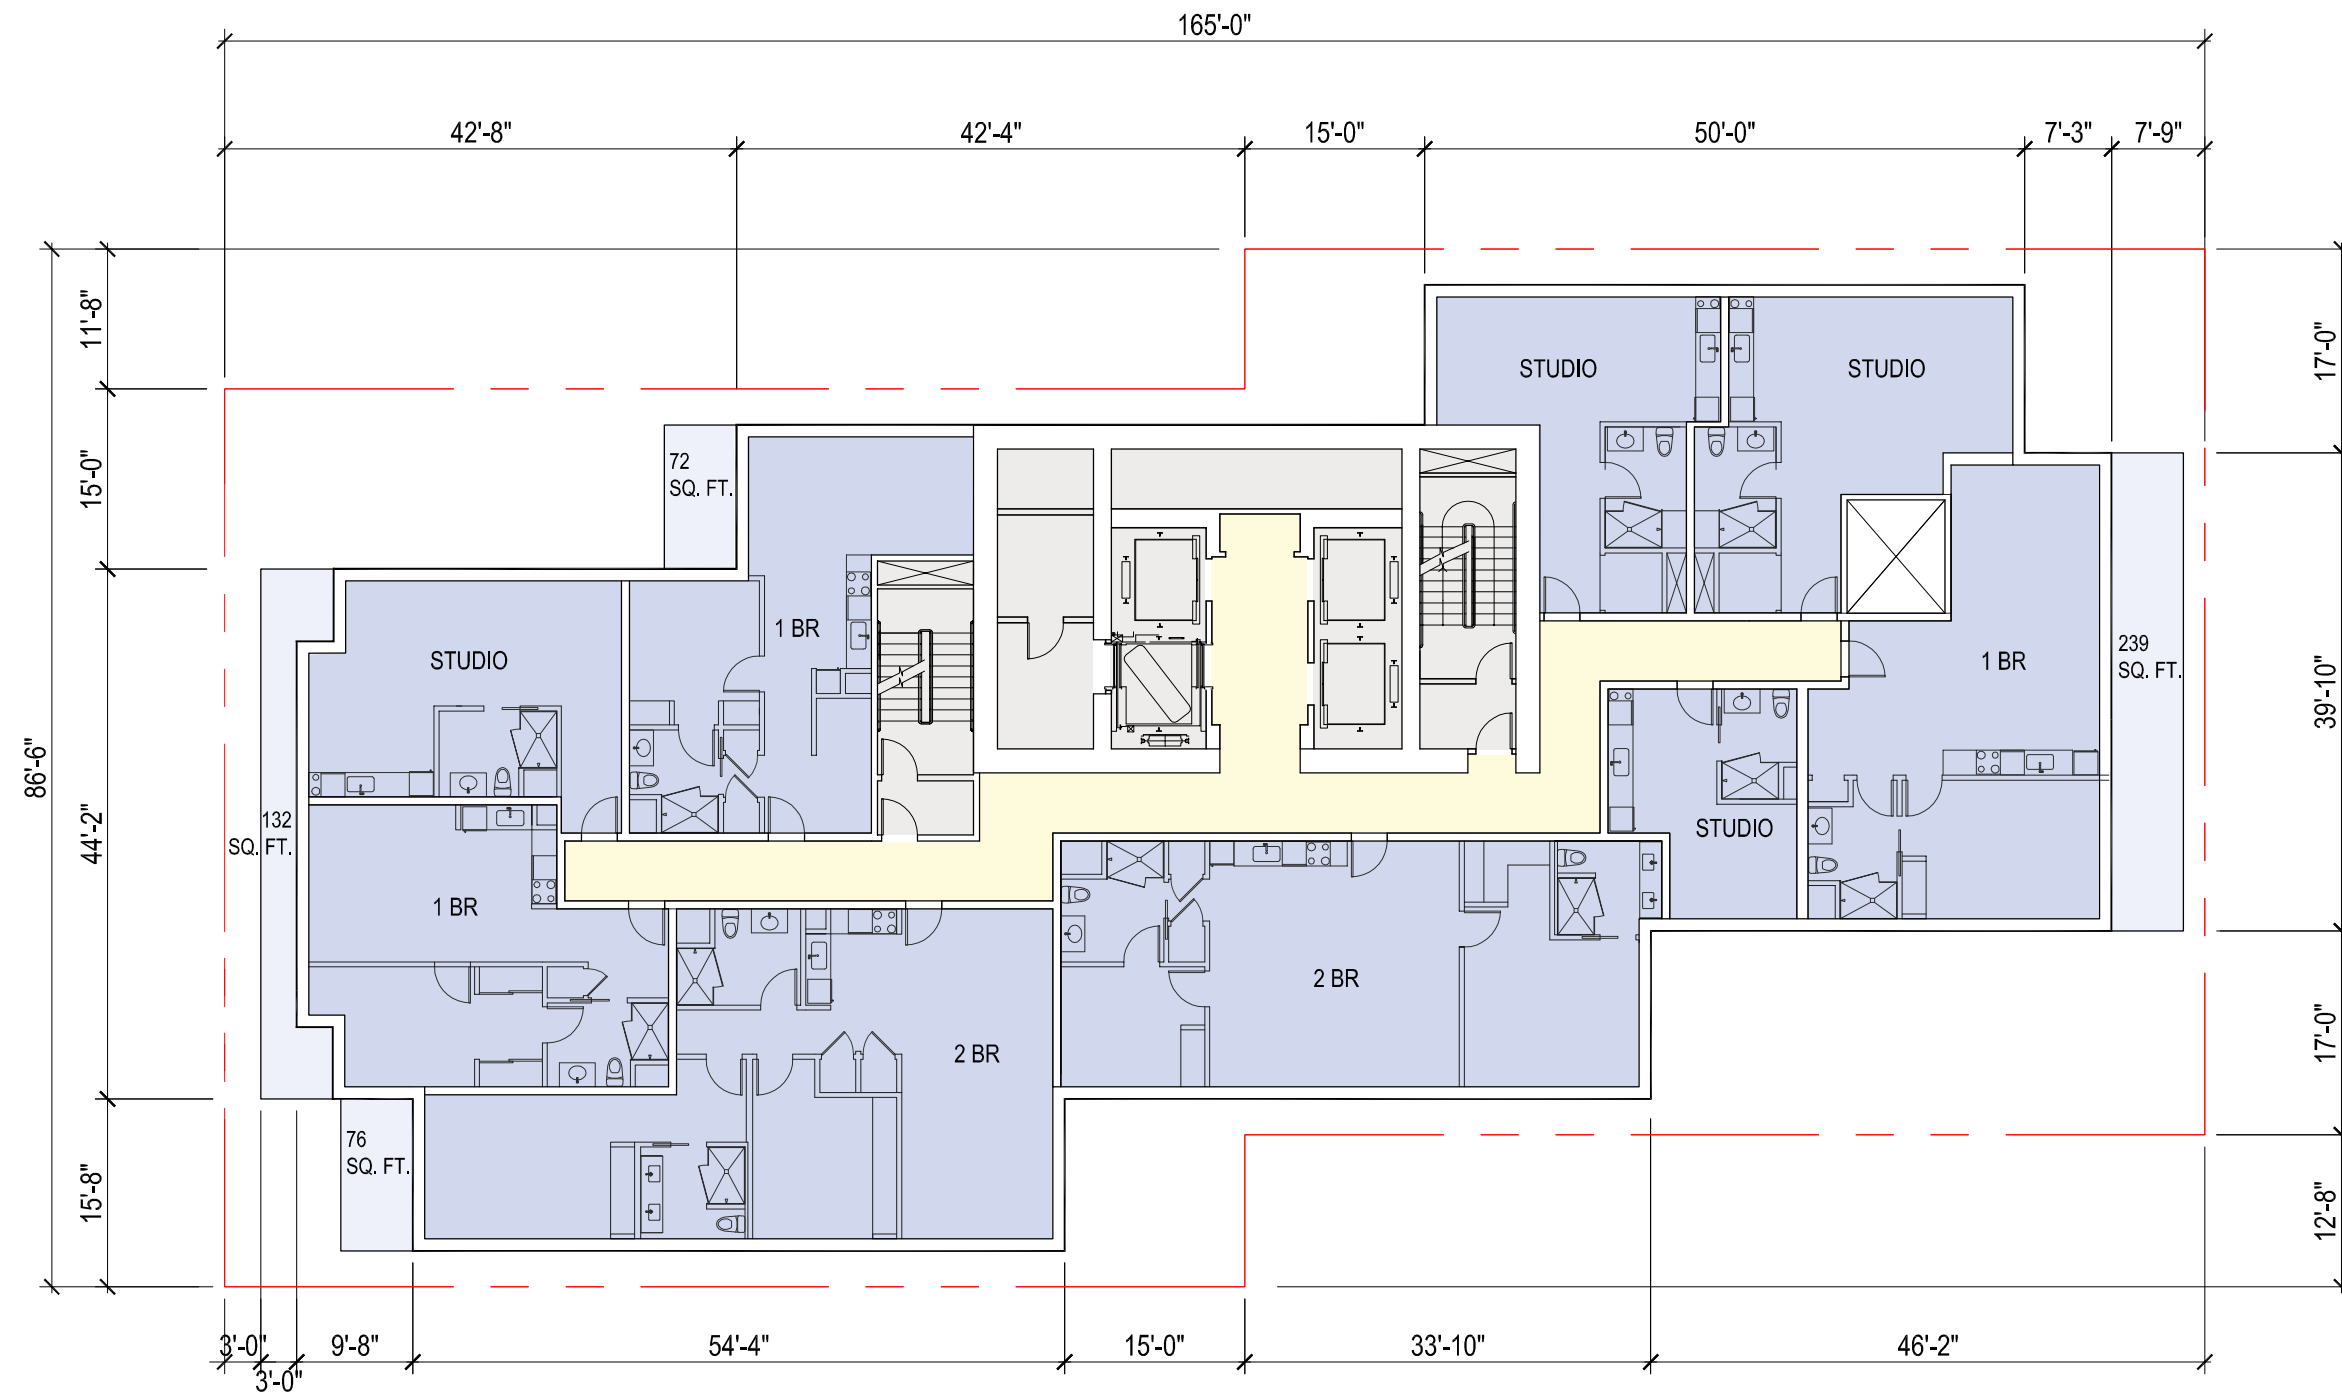 165'-0"
42'-8"
42'-4"
15'-0"
50'-0"
7'-3"
7'-9"
11'-8"
17'-0"
STUDIO
STUDIO
72
SQ. FT.
15'-0"
1 BR
STUDIO
1 BR
239
SQ. FT.
39'-10"
86'-6"
44'-2"
132
SQ. FT.
STUDIO
1 BR
2 BR
2 BR
17'-0"
76
SQ. FT.
15'-8"
12'-8"
3'-0"
3'-0"
9'-8"
54'-4"
15'-0"
33'-10"
46'-2"